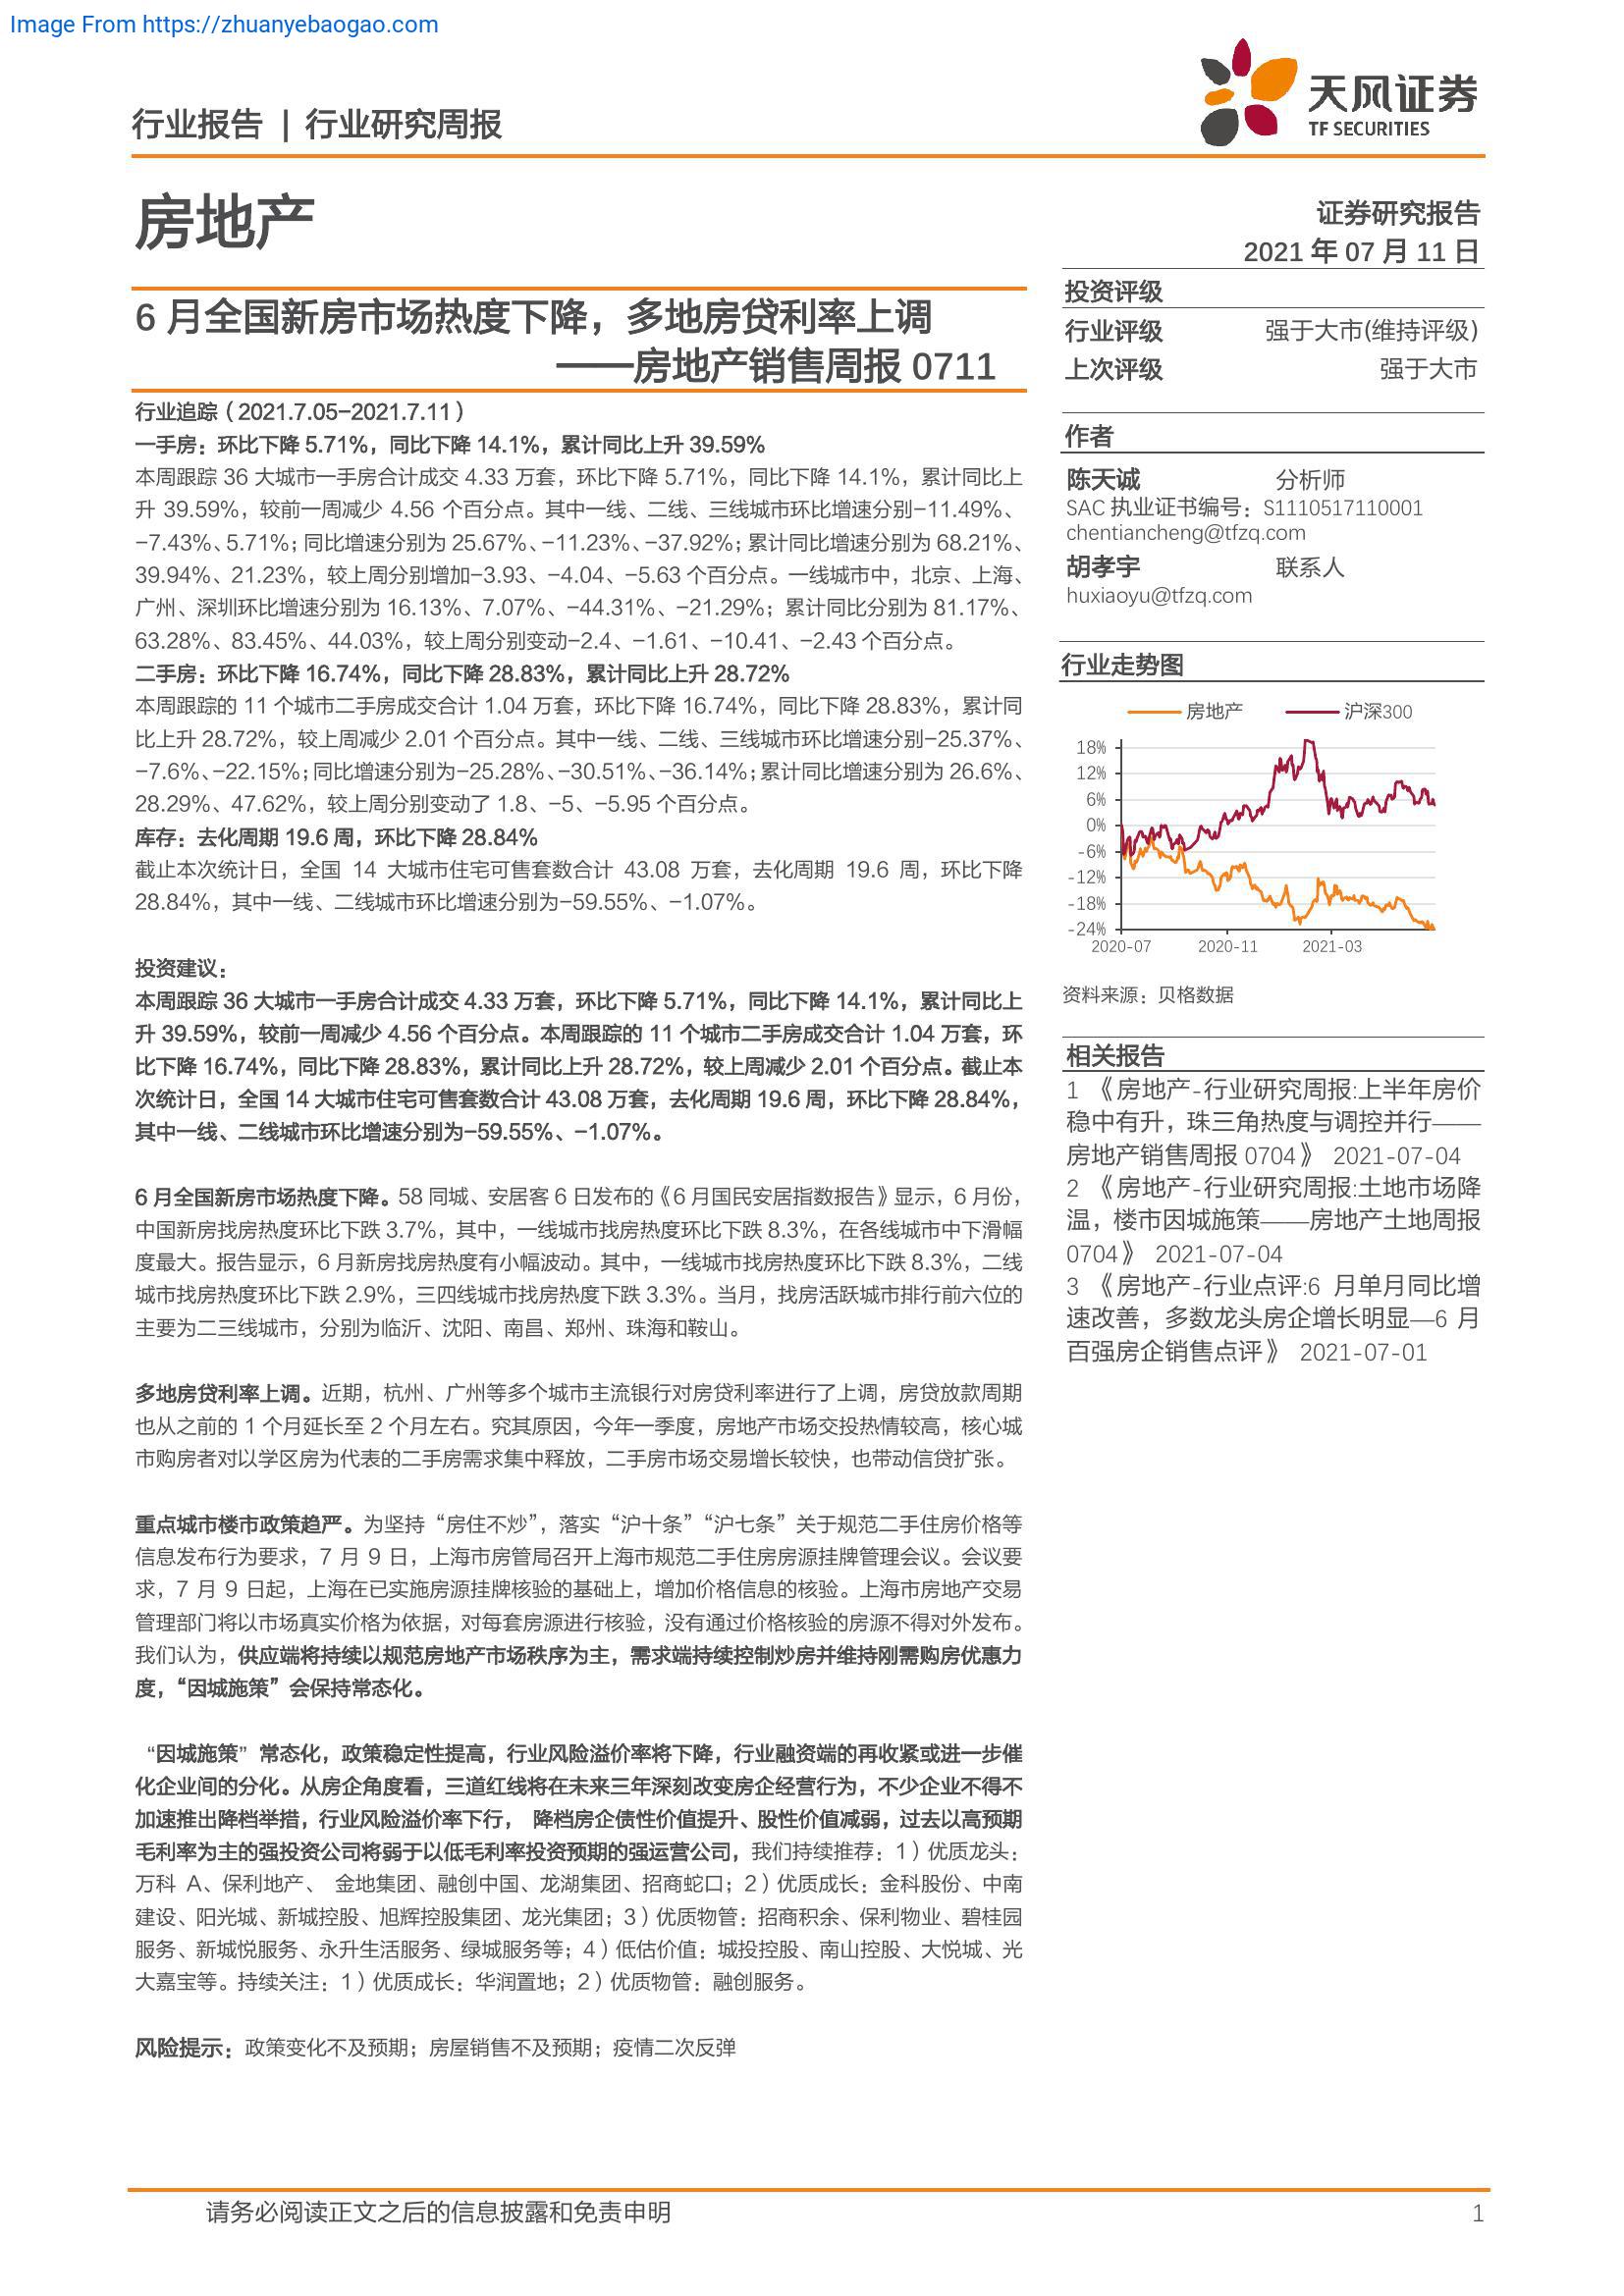 Image From https://zhuanyebaogao.com
行业报告 | 行业研究周报
天风证券
TF SECURITIES
房地产
证券研究报告
2021 年 07 月 11 日
6 月全国新房市场热度下降，多地房贷利率上调
——房地产销售周报 0711
行业追踪（2021.7.05-2021.7.11）
一手房：环比下降 5.71%，同比下降 14.1%，累计同比上升 39.59%
本周跟踪 36 大城市一手房合计成交 4.33 万套，环比下降 5.71%，同比下降 14.1%，累计同比上
升 39.59%，较前一周减少 4.56 个百分点。其中一线、二线、三线城市环比增速分别-11.49%、
-7.43%、5.71%；同比增速分别为 25.67%、-11.23%、-37.92%；累计同比增速分别为 68.21%、
39.94%、21.23%，较上周分别增加-3.93、-4.04、-5.63 个百分点。一线城市中，北京、上海、
广州、深圳环比增速分别为 16.13%、7.07%、-44.31%、-21.29%；累计同比分别为 81.17%、
63.28%、83.45%、44.03%，较上周分别变动-2.4、-1.61、-10.41、-2.43 个百分点。
二手房：环比下降 16.74%，同比下降 28.83%，累计同比上升 28.72%
本周跟踪的 11 个城市二手房成交合计 1.04 万套，环比下降 16.74%，同比下降 28.83%，累计同
比上升 28.72%，较上周减少 2.01 个百分点。其中一线、二线、三线城市环比增速分别-25.37%、
-7.6%、-22.15%；同比增速分别为-25.28%、-30.51%、-36.14%；累计同比增速分别为 26.6%、
28.29%、47.62%，较上周分别变动了 1.8、-5、-5.95 个百分点。
库存：去化周期 19.6 周，环比下降 28.84%
截止本次统计日，全国 14 大城市住宅可售套数合计 43.08 万套，去化周期 19.6 周，环比下降
28.84%，其中一线、二线城市环比增速分别为-59.55%、-1.07%。
投资建议：
本周跟踪 36 大城市一手房合计成交 4.33 万套，环比下降 5.71%，同比下降 14.1%，累计同比上
升 39.59%，较前一周减少 4.56 个百分点。本周跟踪的 11 个城市二手房成交合计 1.04 万套，环
比下降 16.74%，同比下降 28.83%，累计同比上升 28.72%，较上周减少 2.01 个百分点。截止本
次统计日，全国 14 大城市住宅可售套数合计 43.08 万套，去化周期 19.6 周，环比下降 28.84%，
其中一线、二线城市环比增速分别为-59.55%、-1.07%。
6 月全国新房市场热度下降。58 同城、安居客 6 日发布的《6 月国民安居指数报告》显示，6 月份，
中国新房找房热度环比下跌 3.7%，其中，一线城市找房热度环比下跌 8.3%，在各线城市中下滑幅
度最大。报告显示，6 月新房找房热度有小幅波动。其中，一线城市找房热度环比下跌 8.3%，二线
城市找房热度环比下跌 2.9%，三四线城市找房热度下跌 3.3%。当月，找房活跃城市排行前六位的
主要为二三线城市，分别为临沂、沈阳、南昌、郑州、珠海和鞍山。
多地房贷利率上调。近期，杭州、广州等多个城市主流银行对房贷利率进行了上调，房贷放款周期
也从之前的 1 个月延长至 2 个月左右。究其原因，今年一季度，房地产市场交投热情较高，核心城
市购房者对以学区房为代表的二手房需求集中释放，二手房市场交易增长较快，也带动信贷扩张。
重点城市楼市政策趋严。为坚持“房住不炒”，落实“沪十条”“沪七条”关于规范二手住房价格等
信息发布行为要求，7 月 9 日，上海市房管局召开上海市规范二手住房房源挂牌管理会议。会议要
求，7 月 9 日起，上海在已实施房源挂牌核验的基础上，增加价格信息的核验。上海市房地产交易
管理部门将以市场真实价格为依据，对每套房源进行核验，没有通过价格核验的房源不得对外发布。
我们认为，供应端将持续以规范房地产市场秩序为主，需求端持续控制炒房并维持刚需购房优惠力
度，“因城施策”会保持常态化。
“因城施策”常态化，政策稳定性提高，行业风险溢价率将下降，行业融资端的再收紧或进一步催
化企业间的分化。从房企角度看，三道红线将在未来三年深刻改变房企经营行为，不少企业不得不
加速推出降档举措，行业风险溢价率下行， 降档房企债性价值提升、股性价值减弱，过去以高预期
毛利率为主的强投资公司将弱于以低毛利率投资预期的强运营公司，我们持续推荐：1）优质龙头：
万科 A、保利地产、 金地集团、融创中国、龙湖集团、招商蛇口；2）优质成长：金科股份、中南
建设、阳光城、新城控股、旭辉控股集团、龙光集团；3）优质物管：招商积余、保利物业、碧桂园
服务、新城悦服务、永升生活服务、绿城服务等；4）低估价值：城投控股、南山控股、大悦城、光
大嘉宝等。持续关注：1）优质成长：华润置地；2）优质物管：融创服务。
风险提示：政策变化不及预期；房屋销售不及预期；疫情二次反弹
投资评级
行业评级 强于大市(维持评级)
上次评级 强于大市
作者
陈天诚 分析师
SAC 执业证书编号：S1110517110001
chentiancheng@tfzq.com
胡孝宇 联系人
huxiaoyu@tfzq.com
行业走势图
房地产 沪深300
18%
12%
6%
0%
-6%
-12%
-18%
-24%
2020-07 2020-11 2021-03
资料来源：贝格数据
相关报告
1 《房地产-行业研究周报:上半年房价
稳中有升，珠三角热度与调控并行——
房地产销售周报 0704》 2021-07-04
2 《房地产-行业研究周报:土地市场降
温，楼市因城施策——房地产土地周报
0704》 2021-07-04
3 《房地产-行业点评:6 月单月同比增
速改善，多数龙头房企增长明显—6 月
百强房企销售点评》 2021-07-01
请务必阅读正文之后的信息披露和免责申明 1